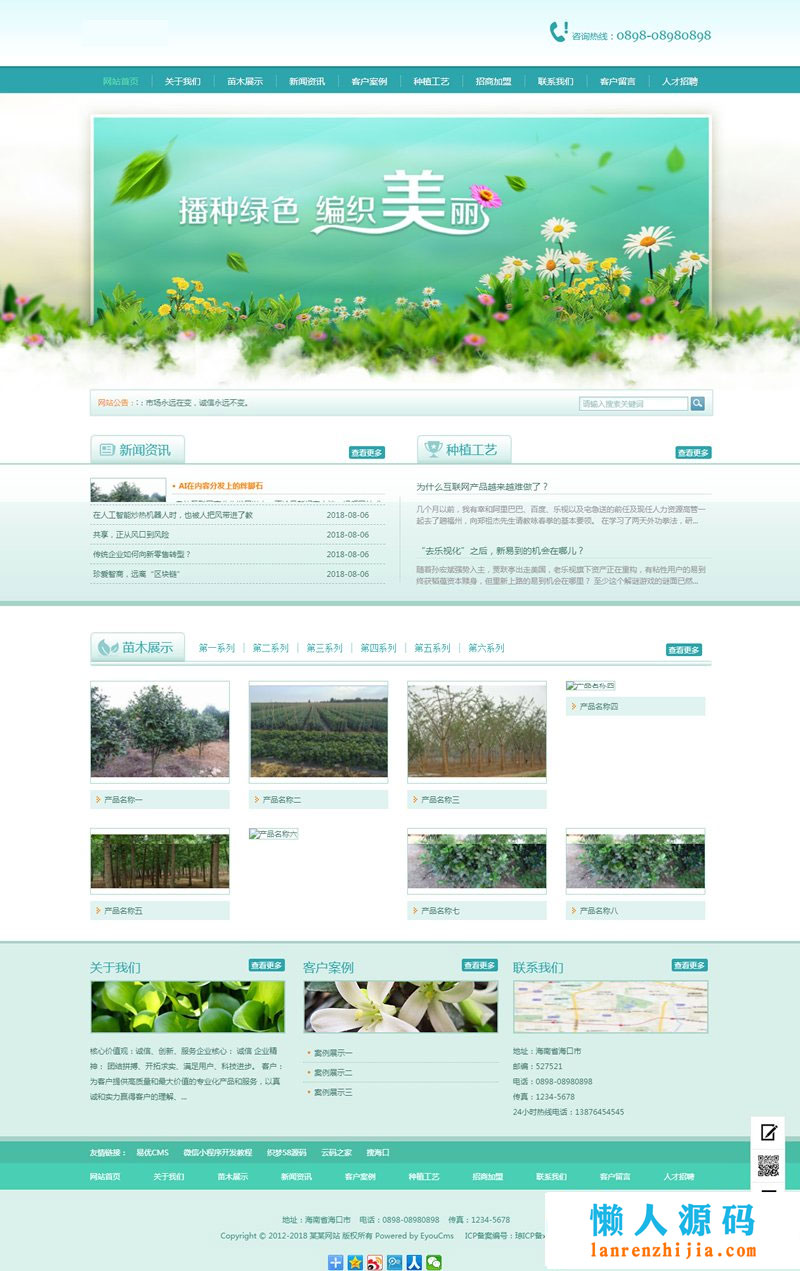 咨询热线：0898-08980898
网站首页 关于我们 苗木展示 新闻资讯 客户案例 种植工艺 招商加盟 联系我们 客户留言 人才招聘
播种绿色 编织美丽
网站公告：：市场永远在变，诚信永远不变。 请输入搜索关键词
新闻资讯 查看更多 种植工艺 查看更多
AI在内容分发上的绊脚石
在人工智能炒热机器人时，也被人把风带进了教 2018-08-06
共享，正从风口到风险 2018-08-06
传统企业如何向新零售转型？ 2018-08-06
珍爱智商，远离“区块链” 2018-08-06
为什么互联网产品越来越难做了？
几个月以前，我有幸和阿里巴巴、百度、乐视以及宅急送的前任及现任人力资源高管一
起去了趟福州，向郑祖杰先生请教咏春拳的基本要领。 在学习了两天外功拳法，研...
“去乐视化”之后，新易到的机会在哪儿？
随着孙宏斌强势入主，贾跃亭出走美国，老乐视旗下资产正在重构，有粘性用户的易到
终获韬蕴资本赎身，但重新上路的易到机会在哪里？ 至少这个解谜游戏的谜面已然...
苗木展示 第一系列 第二系列 第三系列 第四系列 第五系列 第六系列 查看更多
产品名称四
产品名称四
产品名称一 产品名称二 产品名称三
产品名称六
产品名称五 产品名称七 产品名称八
关于我们 查看更多 客户案例 查看更多 联系我们 查看更多
核心价值观：诚信、创新、服务企业核心： 诚信 企业精
神： 团结拼搏、开拓求实、满足用户、科技进步。 客户：
为客户提供高质量和最大价值的专业化产品和服务，以真
诚和实力赢得客户的理解、...
案例展示一
案例展示二
案例展示三
地址：海南省海口市
邮编：527521
电话：0898-08980898
传真：1234-5678
24小时热线电话：13876454545
友情链接： 易优CMS 微信小程序开发教程 织梦58源码 云码之家 搜海口
网站首页 关于我们 苗木展示 新闻资讯 客户案例 种植工艺 招商加盟 联系我们 客户留言 人才招聘
地址：海南省海口市 电话：0898-08980898 传真：1234-5678
Copyright © 2012-2018 某某网站 版权所有 Powered by EyouCms ICP备案编号：琼ICP备
懒人源码
lanrenzhijia.com